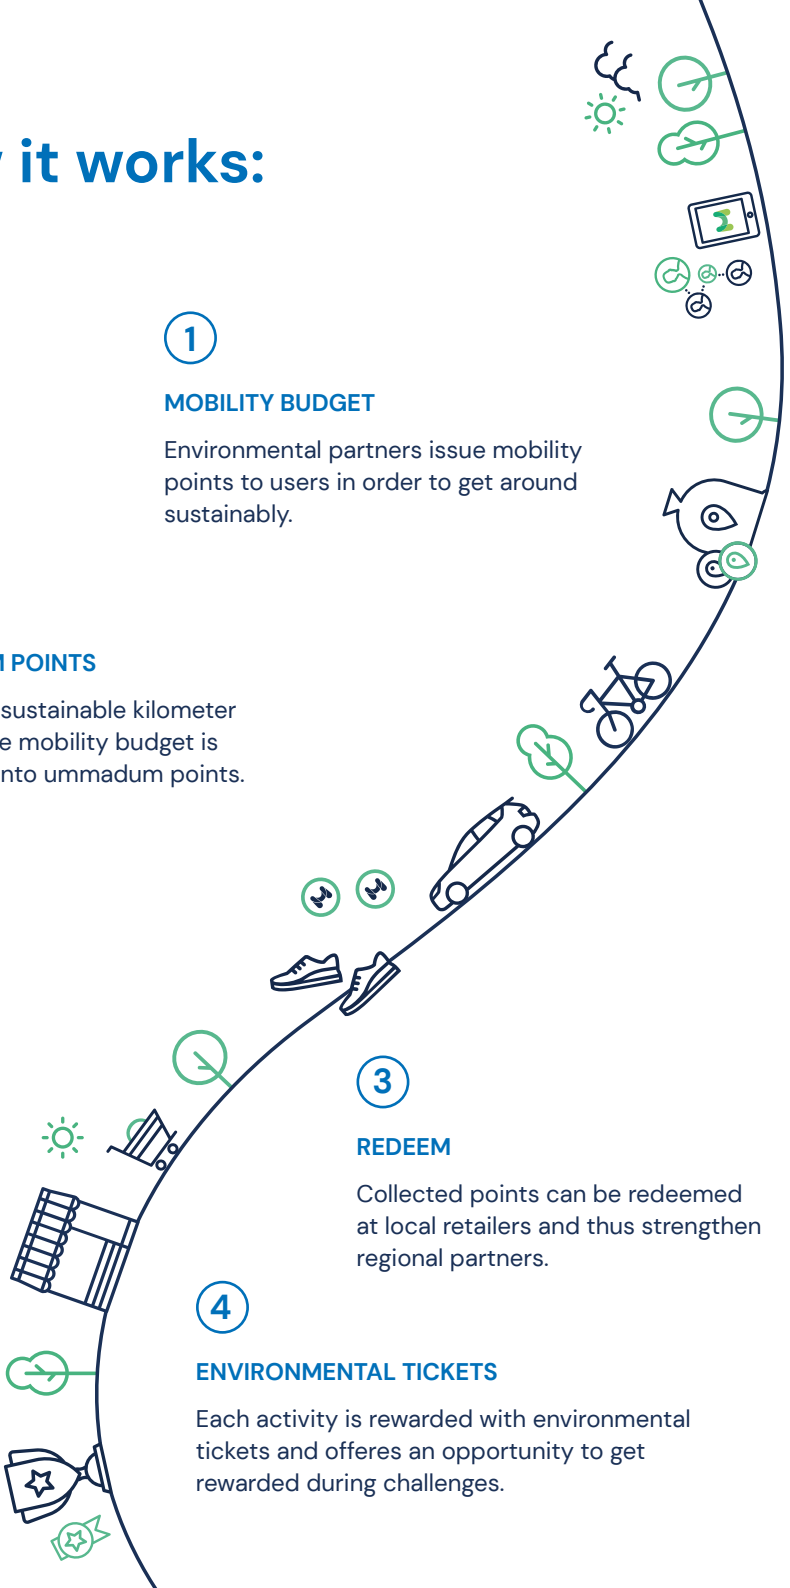 it works:
1
MOBILITY BUDGET
Environmental partners issue mobility
points to users in order to get around
sustainably.
POINTS
sustainable kilometer
mobility budget is
ummadum points.
3
REDEEM
Collected points can be redeemed
at local retailers and thus strengthen
regional partners.
4
ENVIRONMENTAL TICKETS
Each activity is rewarded with environmental
tickets and offeres an opportunity to get
rewarded during challenges.